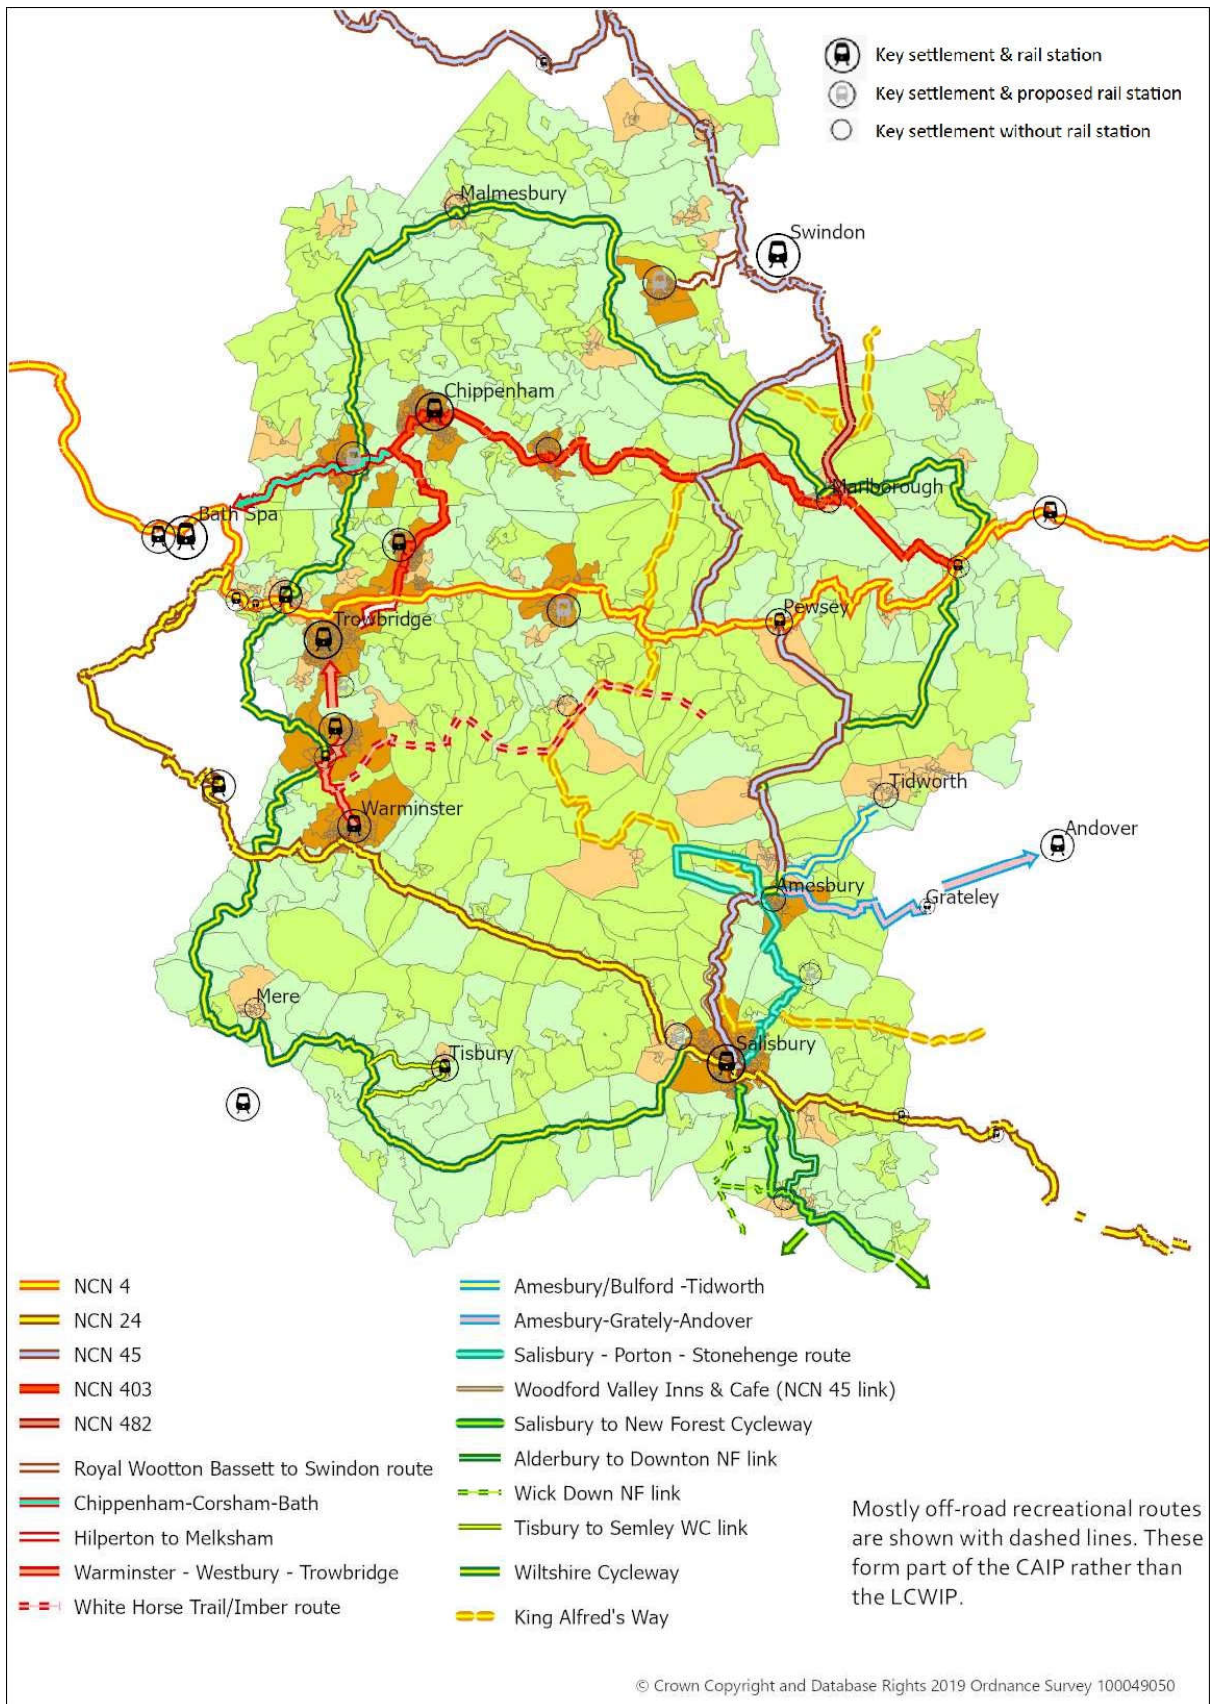 Key settlement & rail station
Key settlement & proposed rail station
Key settlement without rail station
Malmesbury
Swindon
Chippenham
Marlborough
Bath Spa
Trowbridge
Pewsey
Tidworth
Warminster
Andover
Amesbury
Grateley
Mere
Tisbury
Salisbury
NCN 4
NCN 24
NCN 45
NCN 403
NCN 482
Royal Wootton Bassett to Swindon route
Chippenham-Corsham-Bath
Hilperton to Melksham
Warminster - Westbury - Trowbridge
White Horse Trail/Imber route
Amesbury/Bulford -Tidworth
Amesbury-Grately-Andover
Salisbury - Porton - Stonehenge route
Woodford Valley Inns & Cafe (NCN 45 link)
Salisbury to New Forest Cycleway
Alderbury to Downton NF link
Wick Down NF link
Tisbury to Semley WC link
Wiltshire Cycleway
King Alfred's Way
Mostly off-road recreational routes
are shown with dashed lines. These
form part of the CAIP rather than
the LCWIP.
© Crown Copyright and Database Rights 2019 Ordnance Survey 100049050